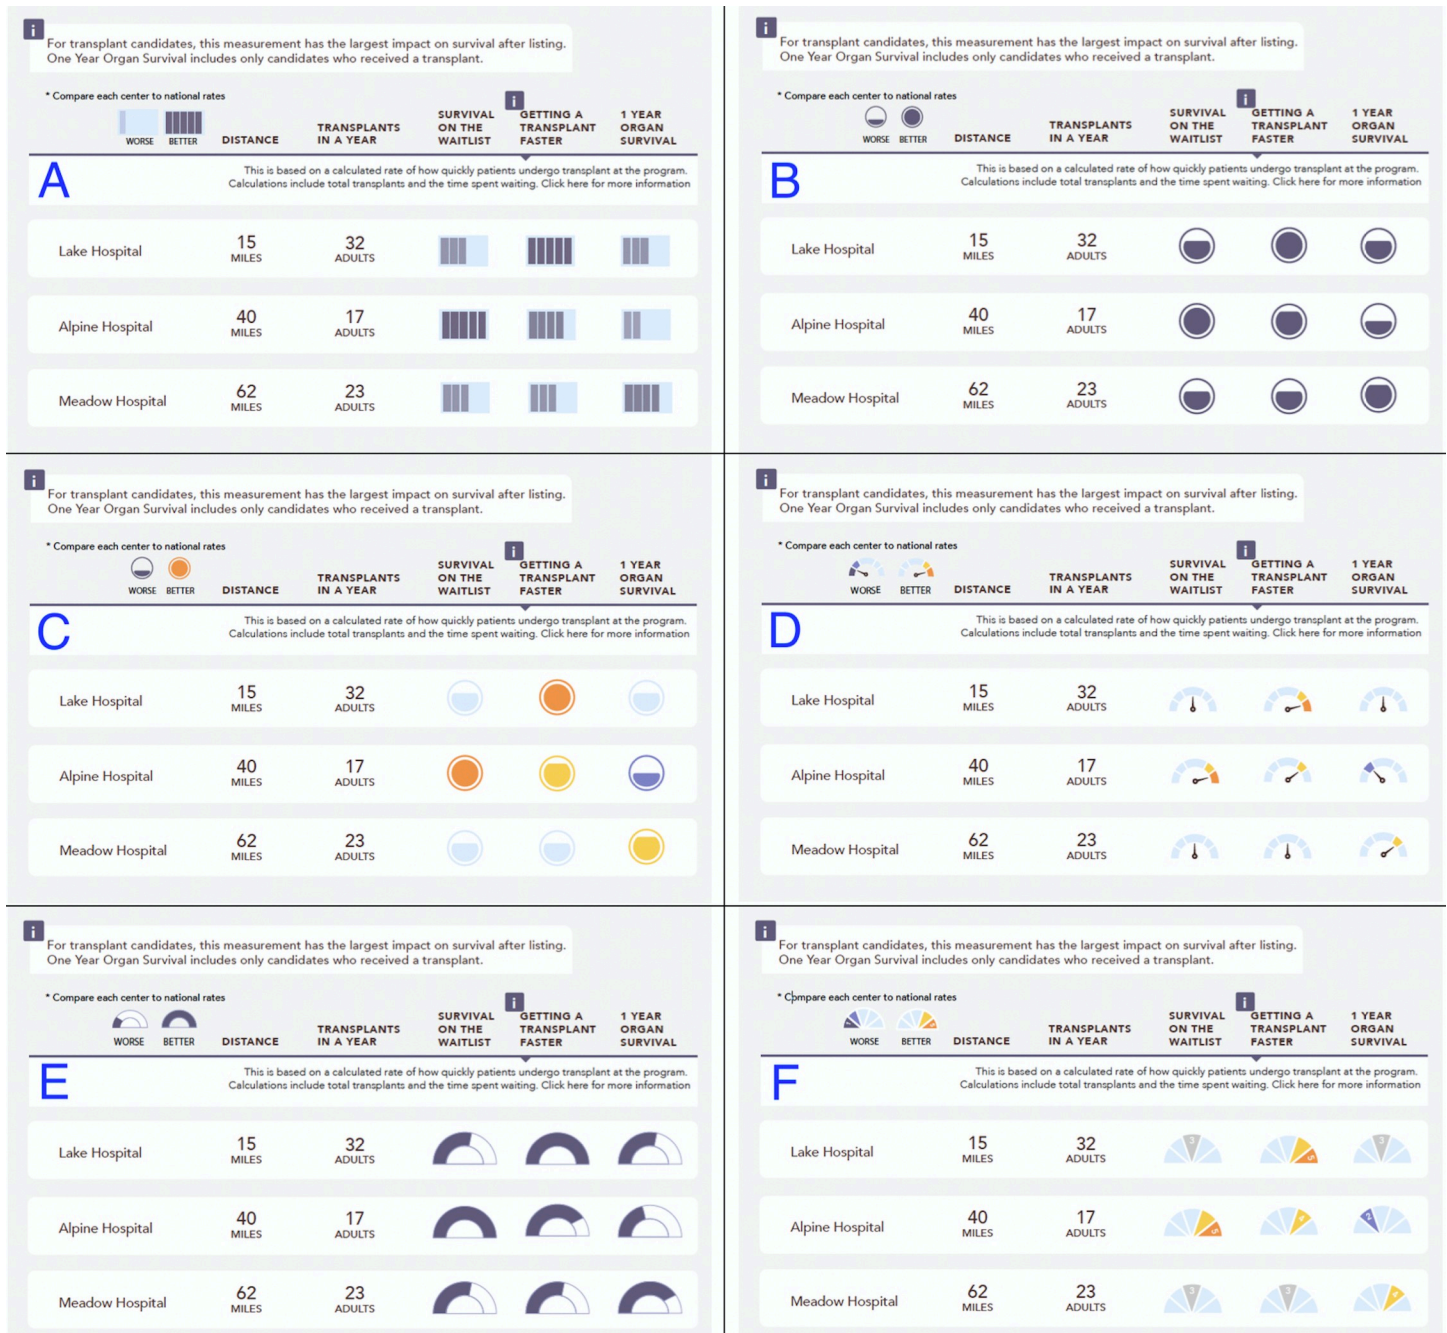 i
For transplant candidates, this measurement has the largest impact on survival after listing.
One Year Organ Survival includes only candidates who received a transplant.
* Compare each center to national rates
WORSE BETTER
DISTANCE
TRANSPLANTS
IN A YEAR
SURVIVAL
ON THE
WAITLIST
i
GETTING A
TRANSPLANT
FASTER
1 YEAR
ORGAN
SURVIVAL
A
This is based on a calculated rate of how quickly patients undergo transplant at the program.
Calculations include total transplants and the time spent waiting. Click here for more information
Lake Hospital
15
MILES
32
ADULTS
Alpine Hospital
40
MILES
17
ADULTS
Meadow Hospital
62
MILES
23
ADULTS
i
For transplant candidates, this measurement has the largest impact on survival after listing.
One Year Organ Survival includes only candidates who received a transplant.
* Compare each center to national rates
WORSE BETTER
DISTANCE
TRANSPLANTS
IN A YEAR
SURVIVAL
ON THE
WAITLIST
i
GETTING A
TRANSPLANT
FASTER
1 YEAR
ORGAN
SURVIVAL
B
This is based on a calculated rate of how quickly patients undergo transplant at the program.
Calculations include total transplants and the time spent waiting. Click here for more information
Lake Hospital
15
MILES
32
ADULTS
Alpine Hospital
40
MILES
17
ADULTS
Meadow Hospital
62
MILES
23
ADULTS
i
For transplant candidates, this measurement has the largest impact on survival after listing.
One Year Organ Survival includes only candidates who received a transplant.
* Compare each center to national rates
WORSE BETTER
DISTANCE
TRANSPLANTS
IN A YEAR
SURVIVAL
ON THE
WAITLIST
i
GETTING A
TRANSPLANT
FASTER
1 YEAR
ORGAN
SURVIVAL
C
This is based on a calculated rate of how quickly patients undergo transplant at the program.
Calculations include total transplants and the time spent waiting. Click here for more information
Lake Hospital
15
MILES
32
ADULTS
Alpine Hospital
40
MILES
17
ADULTS
Meadow Hospital
62
MILES
23
ADULTS
i
For transplant candidates, this measurement has the largest impact on survival after listing.
One Year Organ Survival includes only candidates who received a transplant.
* Compare each center to national rates
WORSE BETTER
DISTANCE
TRANSPLANTS
IN A YEAR
SURVIVAL
ON THE
WAITLIST
i
GETTING A
TRANSPLANT
FASTER
1 YEAR
ORGAN
SURVIVAL
D
This is based on a calculated rate of how quickly patients undergo transplant at the program.
Calculations include total transplants and the time spent waiting. Click here for more information
Lake Hospital
15
MILES
32
ADULTS
Alpine Hospital
40
MILES
17
ADULTS
Meadow Hospital
62
MILES
23
ADULTS
i
For transplant candidates, this measurement has the largest impact on survival after listing.
One Year Organ Survival includes only candidates who received a transplant.
* Compare each center to national rates
WORSE BETTER
DISTANCE
TRANSPLANTS
IN A YEAR
SURVIVAL
ON THE
WAITLIST
i
GETTING A
TRANSPLANT
FASTER
1 YEAR
ORGAN
SURVIVAL
E
This is based on a calculated rate of how quickly patients undergo transplant at the program.
Calculations include total transplants and the time spent waiting. Click here for more information
Lake Hospital
15
MILES
32
ADULTS
Alpine Hospital
40
MILES
17
ADULTS
Meadow Hospital
62
MILES
23
ADULTS
i
For transplant candidates, this measurement has the largest impact on survival after listing.
One Year Organ Survival includes only candidates who received a transplant.
* Compare each center to national rates
WORSE BETTER
DISTANCE
TRANSPLANTS
IN A YEAR
SURVIVAL
ON THE
WAITLIST
i
GETTING A
TRANSPLANT
FASTER
1 YEAR
ORGAN
SURVIVAL
F
This is based on a calculated rate of how quickly patients undergo transplant at the program.
Calculations include total transplants and the time spent waiting. Click here for more information
Lake Hospital
15
MILES
32
ADULTS
3
5
3
Alpine Hospital
40
MILES
17
ADULTS
5
4
2
Meadow Hospital
62
MILES
23
ADULTS
3
3
4